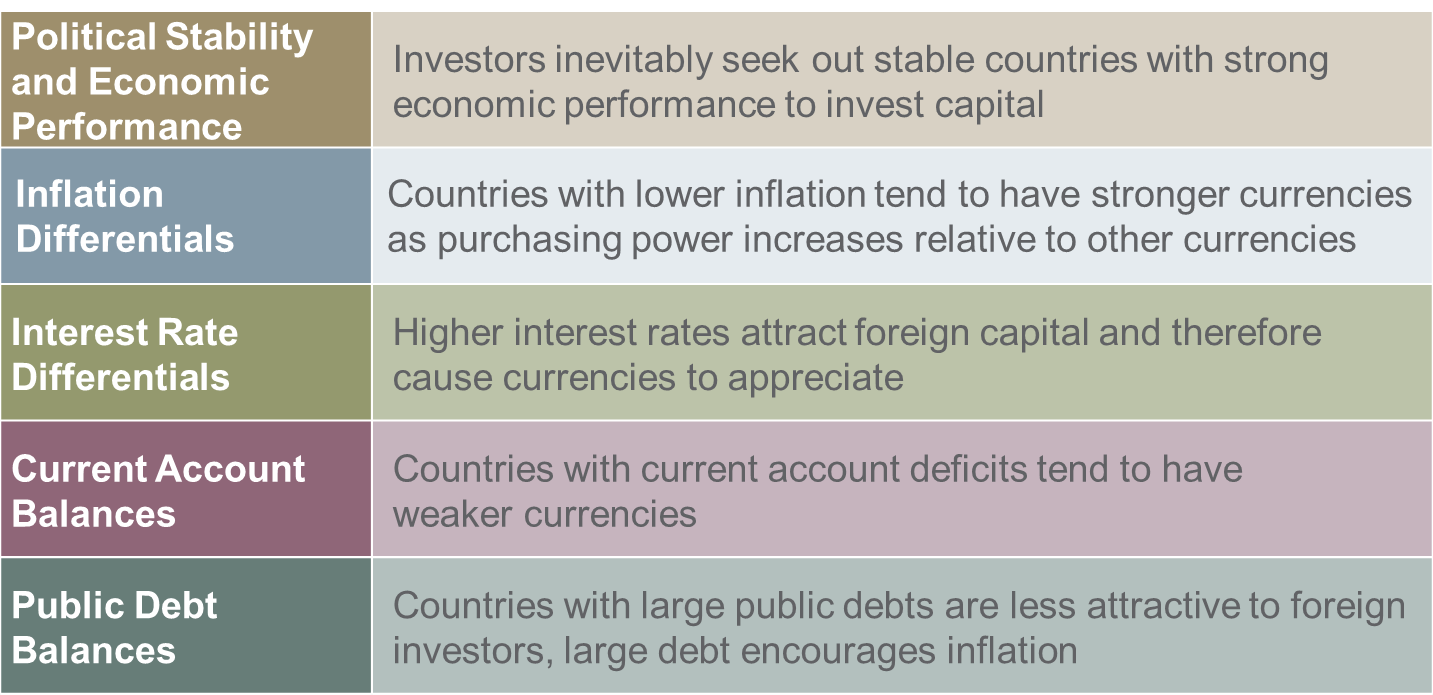 Political Stability
and Economic
Performance
Investors inevitably seek out stable countries with strong
economic performance to invest capital
Inflation
Differentials
Countries with lower inflation tend to have stronger currencies
as purchasing power increases relative to other currencies
Interest Rate
Differentials
Higher interest rates attract foreign capital and therefore
cause currencies to appreciate
Current Account
Balances
Countries with current account deficits tend to have
weaker currencies
Public Debt
Balances
Countries with large public debts are less attractive to foreign
investors, large debt encourages inflation